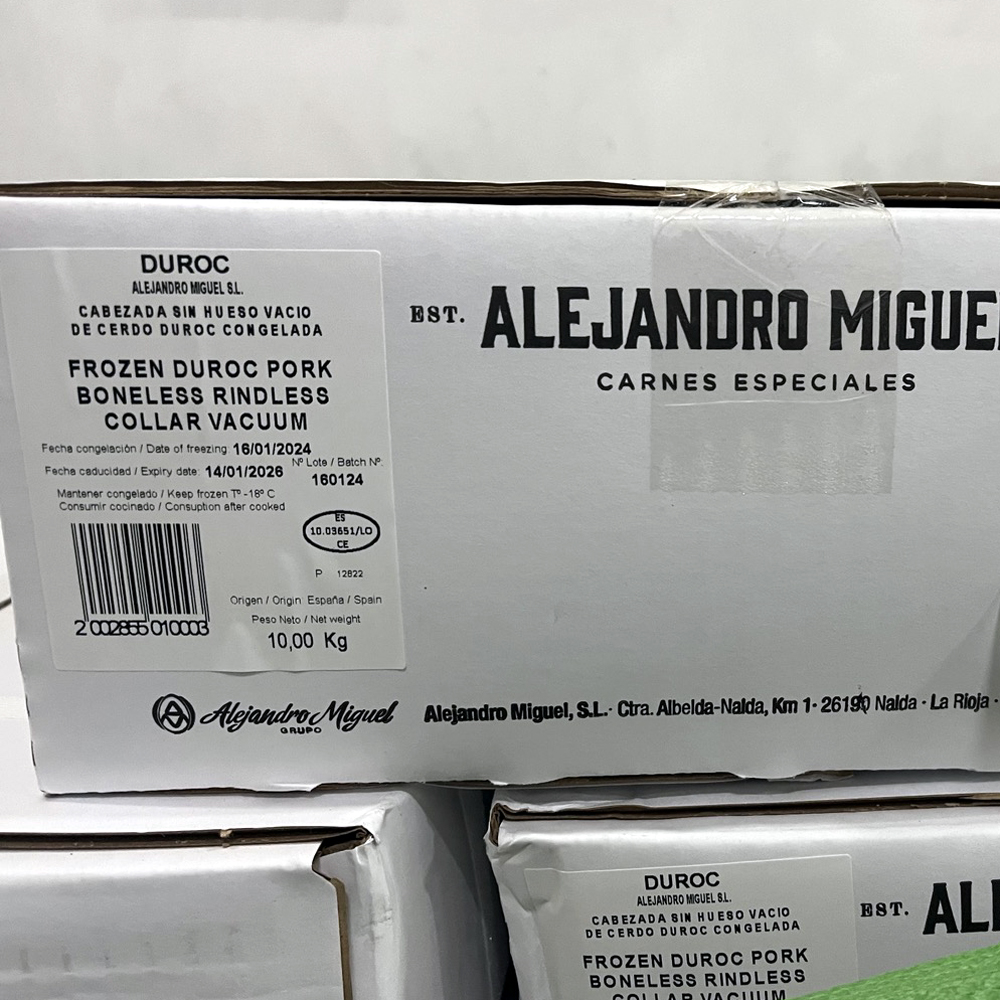 DUROC
ALEJANDRO MIGUEL S.L.
CABEZADA SIN HUESO VACIO
DE CERDO DUROC CONGELADA
FROZEN DUROC PORK
BONELESS RINDLESS
COLLAR VACUUM
Fecha congelación / Date of freezing 16/01/2024
Fecha caducidad / Expiry date: 14/01/2026
Nº Lote / Batch Nº:
160124
Mantener congelado / Keep frozen Tº -18º C
Consumir cocinado / Consuption after cooked
ES
10.03651/LO
CE
P 12822
Origen / Origin España / Spain
Peso Neto / Net weight
10,00 Kg
2 002855 010003
EST. ALEJANDRO MIGUEL
CARNES ESPECIALES
Alejandro Miguel
GRUPO
Alejandro Miguel, S.L.· Ctra. Albelda-Nalda, Km 1· 26190 Nalda · La Rioja ·
DUROC
ALEJANDRO MIGUEL S.L.
CABEZADA SIN HUESO VACIO
DE CERDO DUROC CONGELADA
FROZEN DUROC PORK
BONELESS RINDLESS
COLLAR VACUUM
EST. ALE